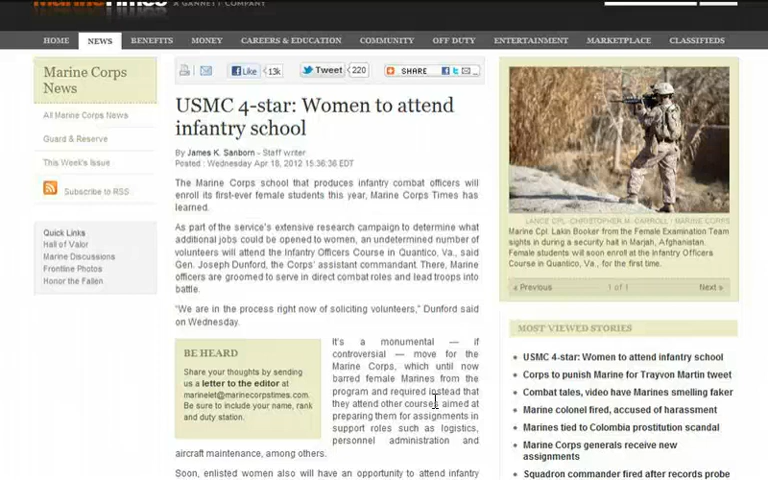 MarineTimes
A GANNETT COMPANY
HOME NEWS BENEFITS MONEY CAREERS & EDUCATION COMMUNITY OFF DUTY ENTERTAINMENT MARKETPLACE CLASSIFIEDS
Marine Corps
News
All Marine Corps News
Guard & Reserve
This Week's Issue
Subscribe to RSS
Quick Links
Hall of Valor
Marine Discussions
Frontline Photos
Honor the Fallen
Like 13k Tweet 220 SHARE
USMC 4-star: Women to attend
infantry school
By James K. Sanborn - Staff writer
Posted : Wednesday Apr 18, 2012 15:36:36 EDT
The Marine Corps school that produces infantry combat officers will
enroll its first-ever female students this year, Marine Corps Times has
learned.
As part of the service's extensive research campaign to determine what
additional jobs could be opened to women, an undetermined number of
volunteers will attend the Infantry Officers Course in Quantico, Va., said
Gen. Joseph Dunford, the Corps' assistant commandant. There, Marine
officers are groomed to serve in direct combat roles and lead troops into
battle.
"We are in the process right now of soliciting volunteers," Dunford said
on Wednesday.
BE HEARD
Share your thoughts by sending
us a letter to the editor at
marinelet@marinecorpstimes.com.
Be sure to include your name, rank
and duty station.
It's a monumental — if
controversial — move for the
Marine Corps, which until now
barred female Marines from the
program and required instead that
they attend other courses aimed at
preparing them for assignments in
support roles such as logistics,
personnel administration and
aircraft maintenance, among others.
Soon, enlisted women also will have an opportunity to attend infantry
LANCE CPL. CHRISTOPHER M. CARROLL / MARINE CORPS
Marine Cpl. Lakin Booker from the Female Examination Team
sights in during a security halt in Marjah, Afghanistan.
Female students will soon enroll at the Infantry Officers
Course in Quantico, Va., for the first time.
« Previous 1 of 1 Next »
MOST VIEWED STORIES
USMC 4-star: Women to attend infantry school
Corps to punish Marine for Trayvon Martin tweet
Combat tales, video have Marines smelling faker
Marine colonel fired, accused of harassment
Marines tied to Colombia prostitution scandal
Marine Corps generals receive new
assignments
Squadron commander fired after records probe